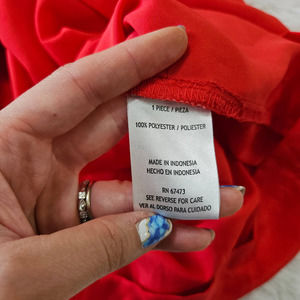 1 PIECE / PIEZA
100% POLYESTER / POLIESTER
MADE IN INDONESIA
HECHO EN INDONESIA
RN 67473
SEE REVERSE FOR CARE
VER AL DORSO PARA CUIDADO